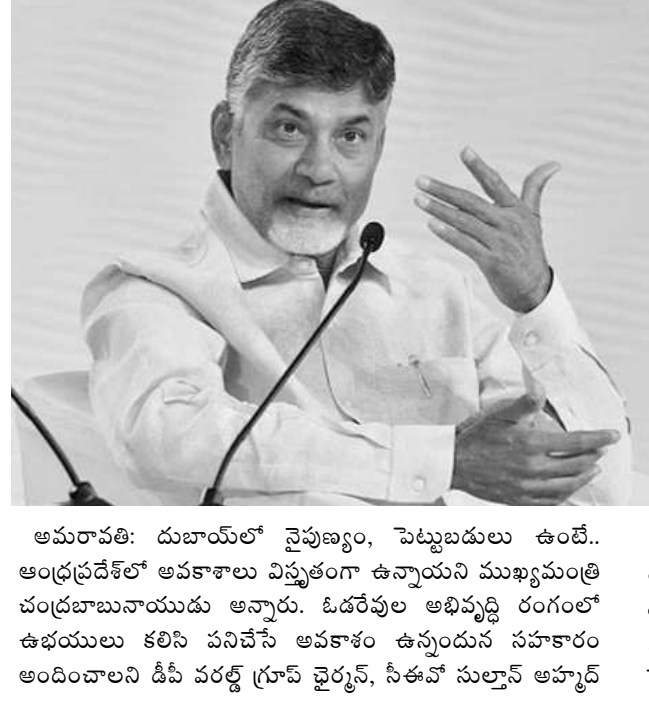 అమరావతి: దుబాయ్‌లో నైపుణ్యం, పెట్టుబడులు ఉంటే..
ఆంధ్రప్రదేశ్‌లో అవకాశాలు విస్తృతంగా ఉన్నాయని ముఖ్యమంత్రి
చంద్రబాబునాయుడు అన్నారు. ఓడరేవుల అభివృద్ధి రంగంలో
ఉభయులు కలిసి పనిచేసే అవకాశం ఉన్నందున సహకారం
అందించాలని డీపీ వరల్డ్ గ్రూప్ ఛైర్మన్, సీఈవో సుల్తాన్ అహ్మద్